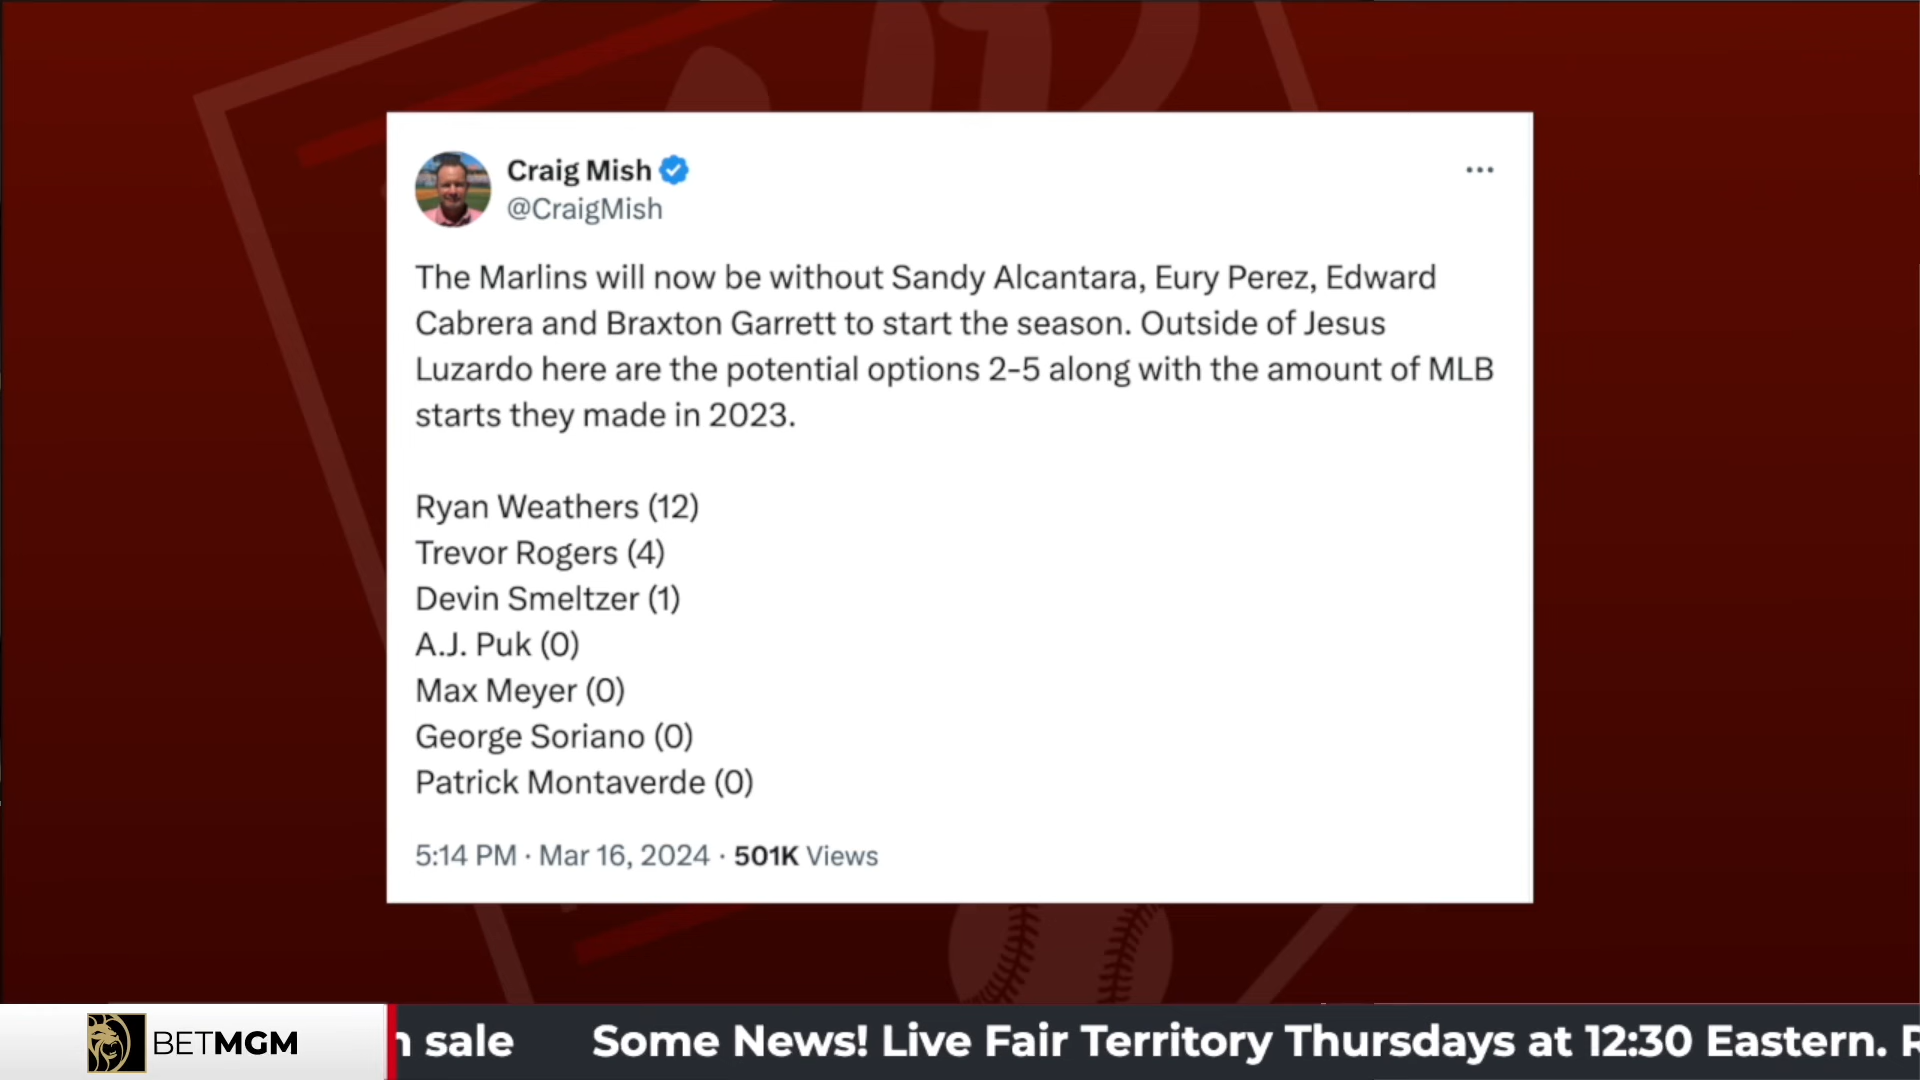 Craig Mish
@CraigMish
The Marlins will now be without Sandy Alcantara, Eury Perez, Edward
Cabrera and Braxton Garrett to start the season. Outside of Jesus
Luzardo here are the potential options 2-5 along with the amount of MLB
starts they made in 2023.
Ryan Weathers (12)
Trevor Rogers (4)
Devin Smeltzer (1)
A.J. Puk (0)
Max Meyer (0)
George Soriano (0)
Patrick Montaverde (0)
5:14 PM · Mar 16, 2024 · 501K Views
BETMGM
sale Some News! Live Fair Territory Thursdays at 12:30 Eastern.